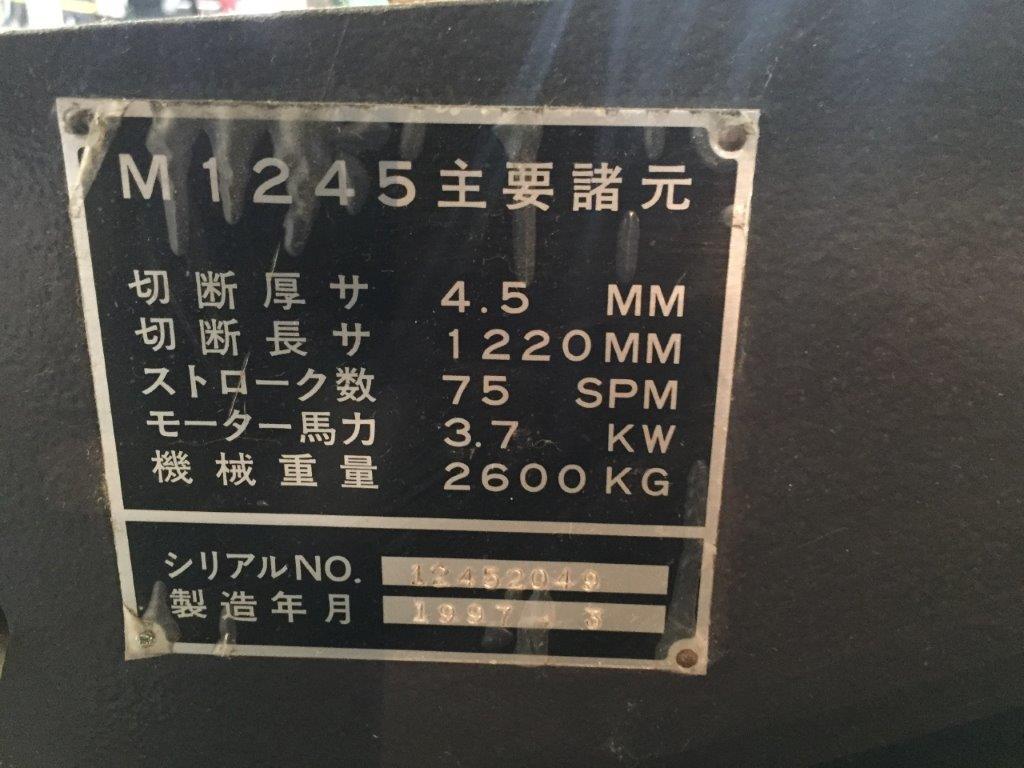 M1245主要諸元
切断厚サ 4.5 MM
切断長サ 1220MM
ストローク数 75 SPM
モーター馬力 3.7 KW
機械重量 2600KG
シリアルNO. 12452049
製造年月 1997.3